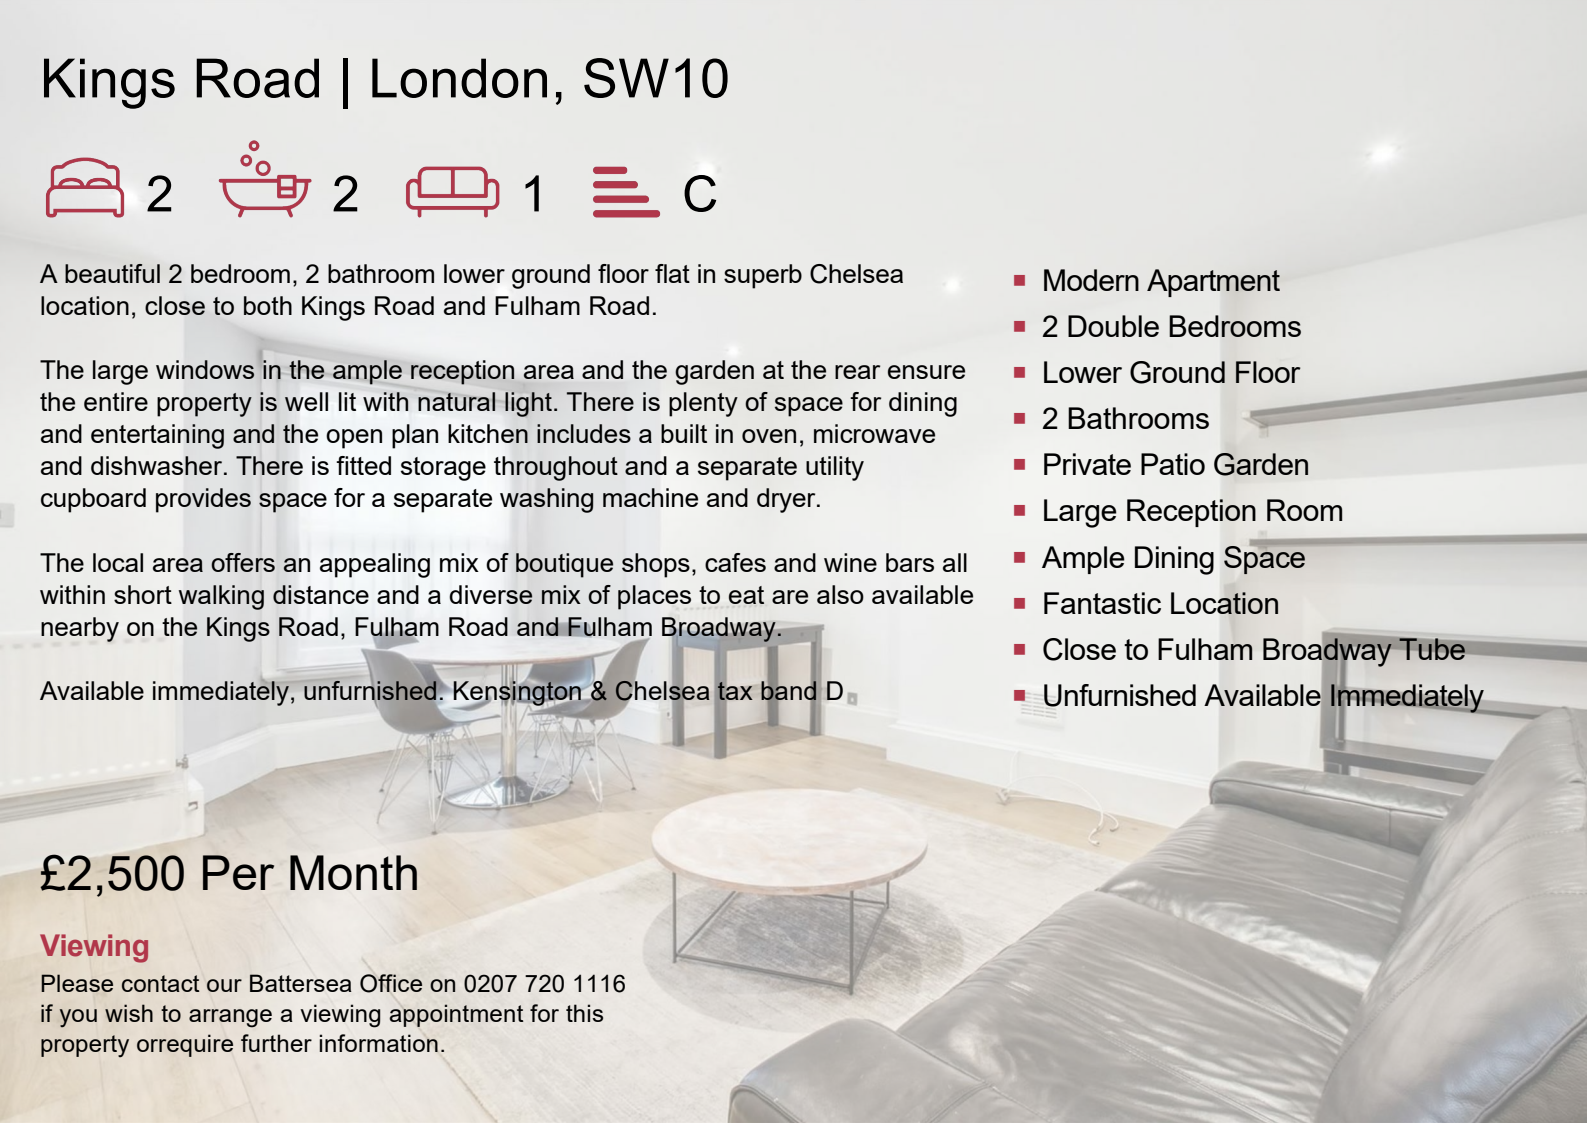 Kings Road | London, SW10
2 2 1 C
A beautiful 2 bedroom, 2 bathroom lower ground floor flat in superb Chelsea
location, close to both Kings Road and Fulham Road.
The large windows in the ample reception area and the garden at the rear ensure
the entire property is well lit with natural light. There is plenty of space for dining
and entertaining and the open plan kitchen includes a built in oven, microwave
and dishwasher. There is fitted storage throughout and a separate utility
cupboard provides space for a separate washing machine and dryer.
The local area offers an appealing mix of boutique shops, cafes and wine bars all
within short walking distance and a diverse mix of places to eat are also available
nearby on the Kings Road, Fulham Road and Fulham Broadway.
Available immediately, unfurnished. Kensington & Chelsea tax band D
Modern Apartment
2 Double Bedrooms
Lower Ground Floor
2 Bathrooms
Private Patio Garden
Large Reception Room
Ample Dining Space
Fantastic Location
Close to Fulham Broadway Tube
Unfurnished Available Immediately
£2,500 Per Month
Viewing
Please contact our Battersea Office on 0207 720 1116
if you wish to arrange a viewing appointment for this
property orrequire further information.